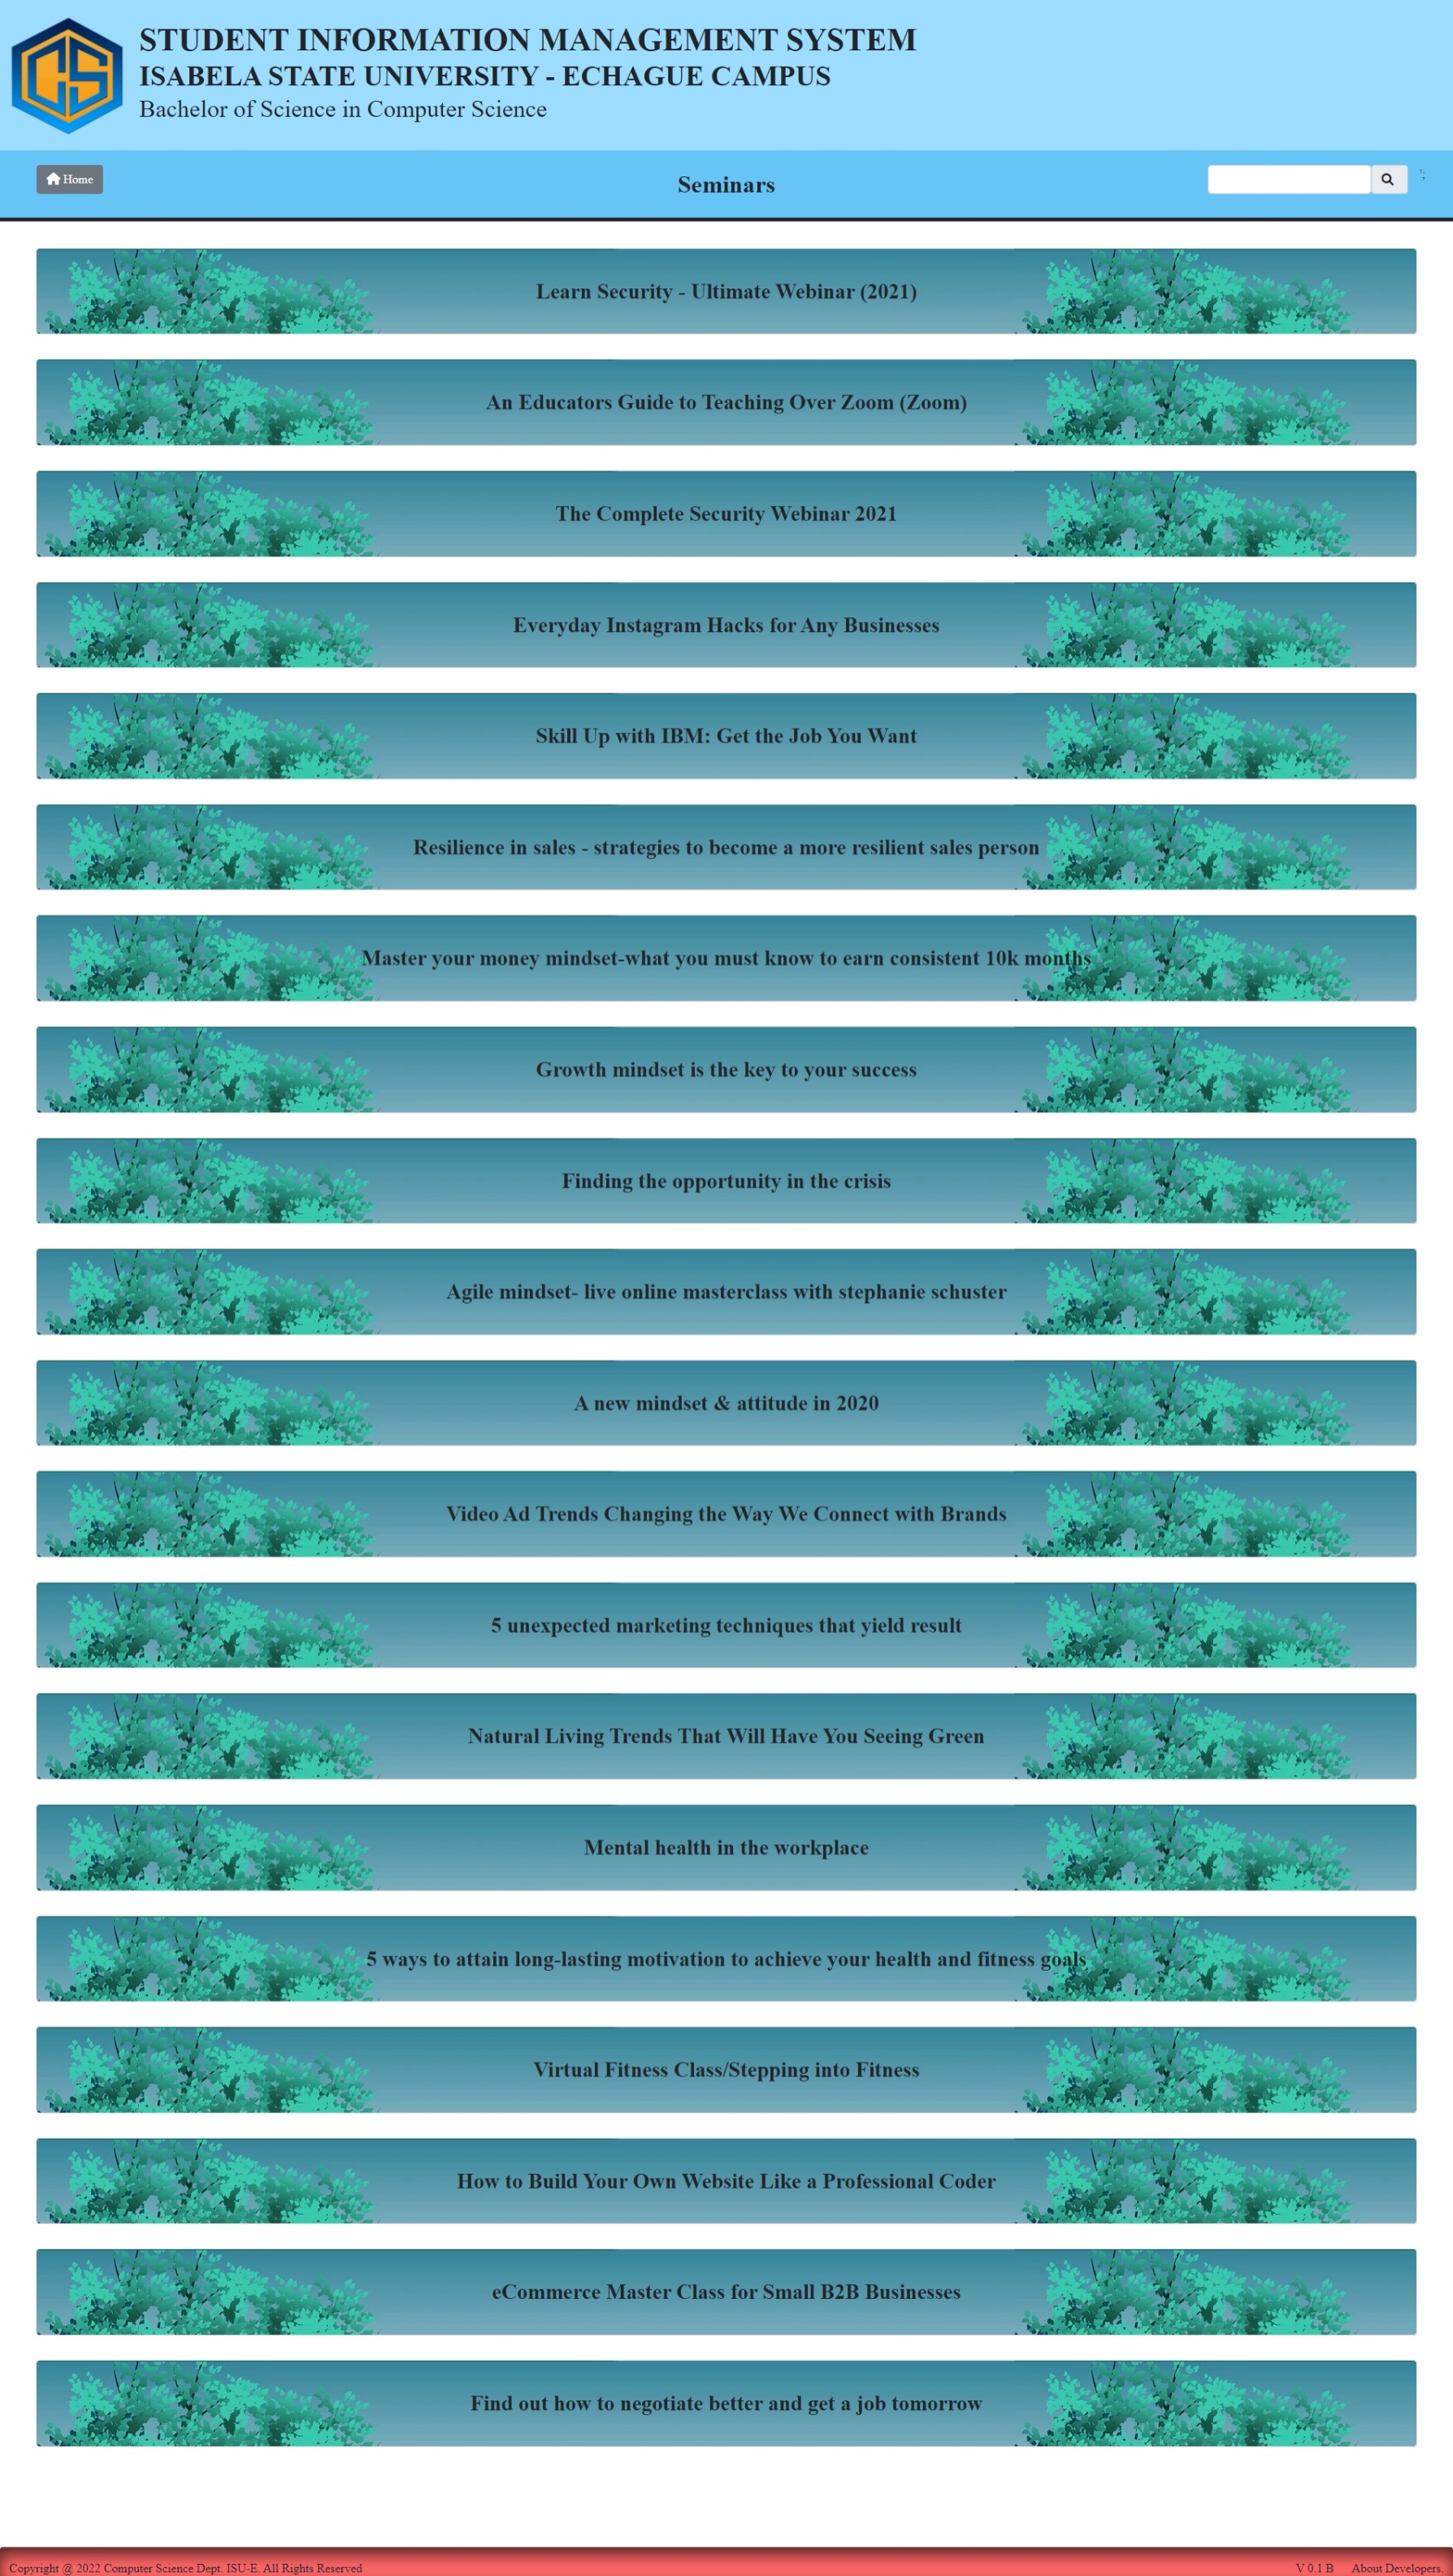 CS
STUDENT INFORMATION MANAGEMENT SYSTEM
ISABELA STATE UNIVERSITY - ECHAGUE CAMPUS
Bachelor of Science in Computer Science
Home
Seminars
';
Learn Security - Ultimate Webinar (2021)
An Educators Guide to Teaching Over Zoom (Zoom)
The Complete Security Webinar 2021
Everyday Instagram Hacks for Any Businesses
Skill Up with IBM: Get the Job You Want
Resilience in sales - strategies to become a more resilient sales person
Master your money mindset-what you must know to earn consistent 10k months
Growth mindset is the key to your success
Finding the opportunity in the crisis
Agile mindset- live online masterclass with stephanie schuster
A new mindset & attitude in 2020
Video Ad Trends Changing the Way We Connect with Brands
5 unexpected marketing techniques that yield result
Natural Living Trends That Will Have You Seeing Green
Mental health in the workplace
5 ways to attain long-lasting motivation to achieve your health and fitness goals
Virtual Fitness Class/Stepping into Fitness
How to Build Your Own Website Like a Professional Coder
eCommerce Master Class for Small B2B Businesses
Find out how to negotiate better and get a job tomorrow
Copyright @ 2022 Computer Science Dept. ISU-E. All Rights Reserved
V 0.1 B About Developers.